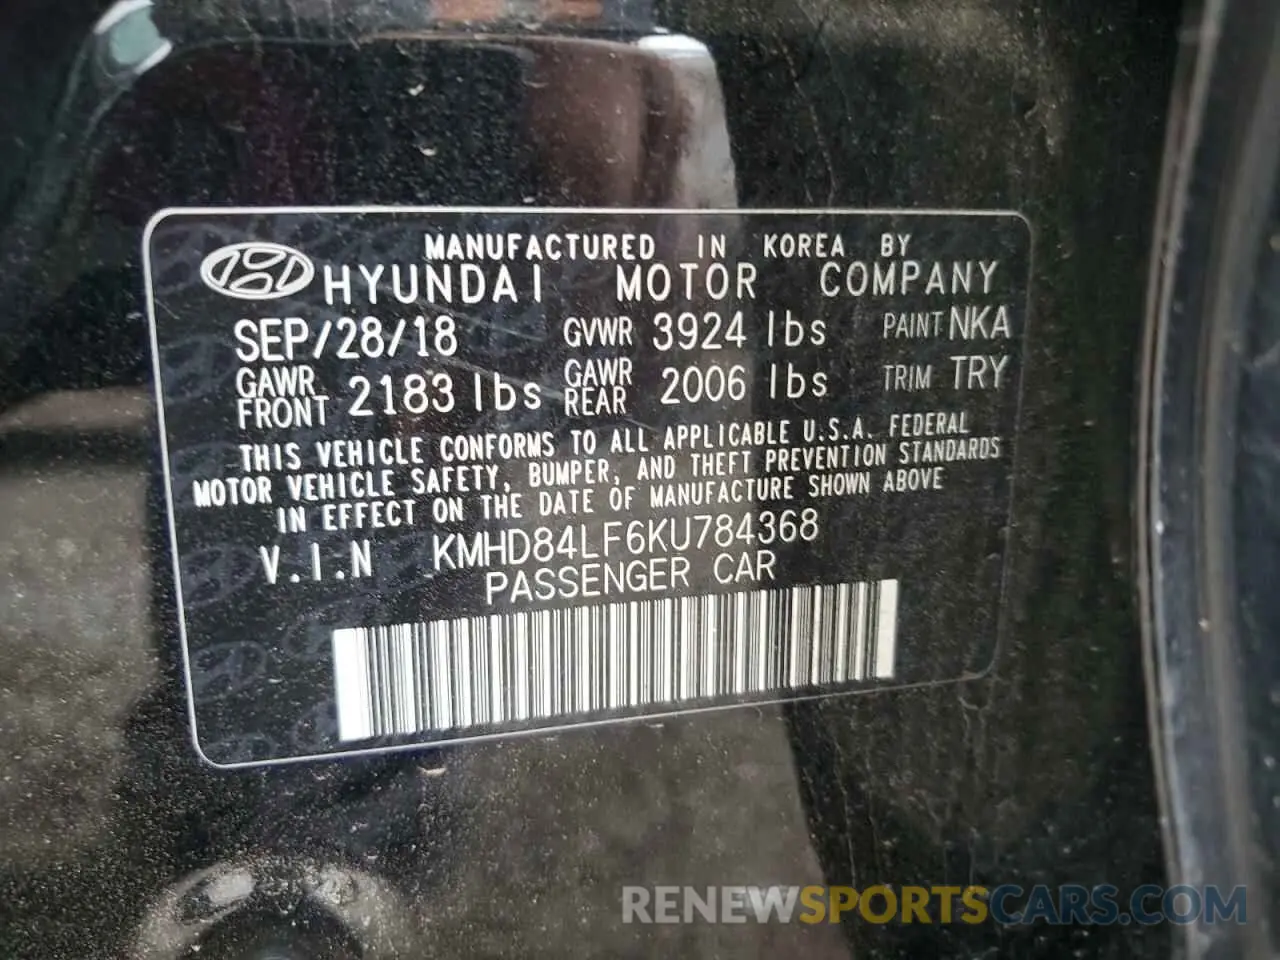 MANUFACTURED IN KOREA BY
HYUNDAI MOTOR COMPANY
SEP/28/18 GVWR 3924 lbs PAINT NKA
GAWR FRONT 2183 lbs GAWR REAR 2006 lbs TRIM TRY
THIS VEHICLE CONFORMS TO ALL APPLICABLE U.S.A. FEDERAL
MOTOR VEHICLE SAFETY, BUMPER, AND THEFT PREVENTION STANDARDS
IN EFFECT ON THE DATE OF MANUFACTURE SHOWN ABOVE
V.I.N KMHD84LF6KU784368
PASSENGER CAR
RENEWSPORTSCARS.COM